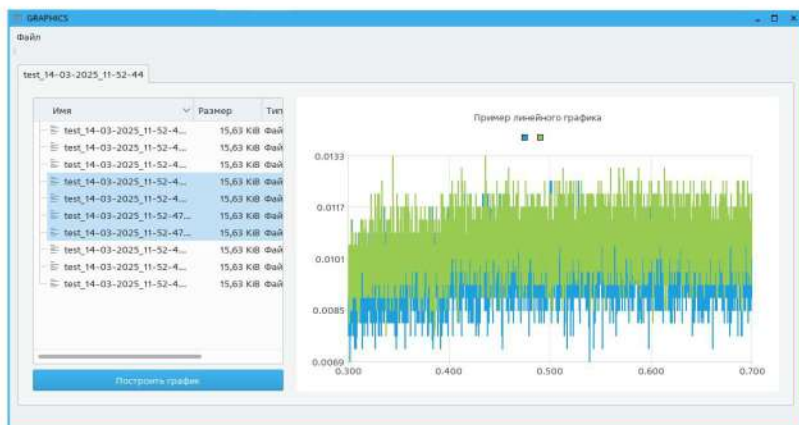 GRAPHICS
Файл
test_14-03-2025_11-52-44
Имя Размер Тип
test_14-03-2025_11-52-4... 15,63 KiB Фай
test_14-03-2025_11-52-4... 15,63 KiB Фай
test_14-03-2025_11-52-4... 15,63 KiB Фай
test_14-03-2025_11-52-4... 15,63 KiB Фай
test_14-03-2025_11-52-4... 15,63 KiB Фай
test_14-03-2025_11-52-47... 15,63 KiB Фай
test_14-03-2025_11-52-47... 15,63 KiB Фай
test_14-03-2025_11-52-4... 15,63 KiB Фай
test_14-03-2025_11-52-4... 15,63 KiB Фай
test_14-03-2025_11-52-4... 15,63 KiB Фай
Построить график
Пример линейного графика
0.0133
0.0117
0.0101
0.0085
0.0069
0.300 0.400 0.500 0.600 0.700